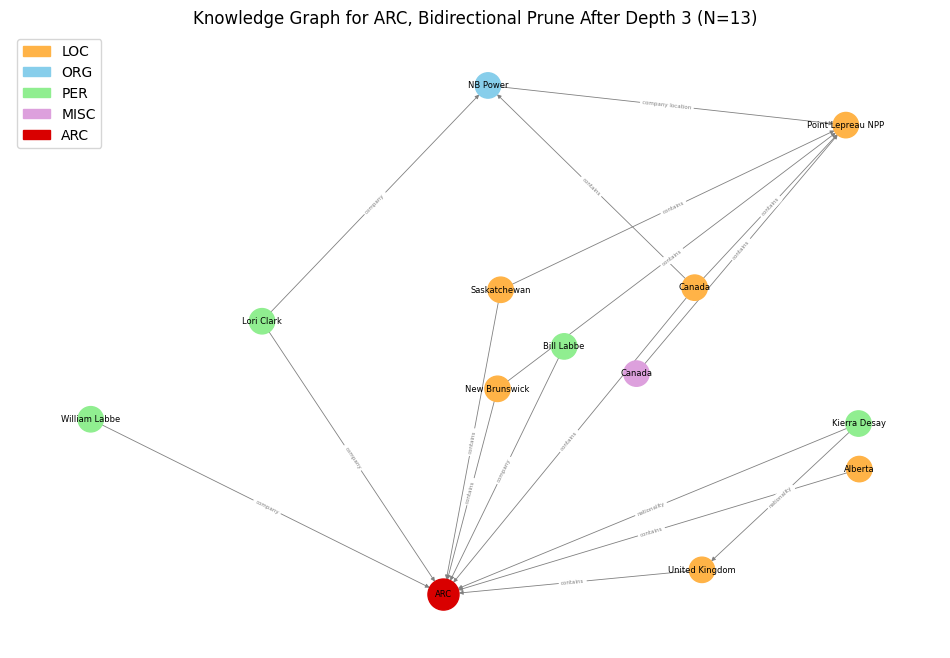 Knowledge Graph for ARC, Bidirectional Prune After Depth 3 (N=13)
LOC
ORG
PER
MISC
ARC
NB Power
company location
Point Lepreau NPP
contains
company
contains
contains
contains
contains
contains
Saskatchewan
Canada
Lori Clark
Bill Labbe
Canada
New Brunswick
William Labbe
Kierra Desay
contains
contains
company
company
Alberta
contains
nationality
company
nationality
contains
United Kingdom
contains
ARC